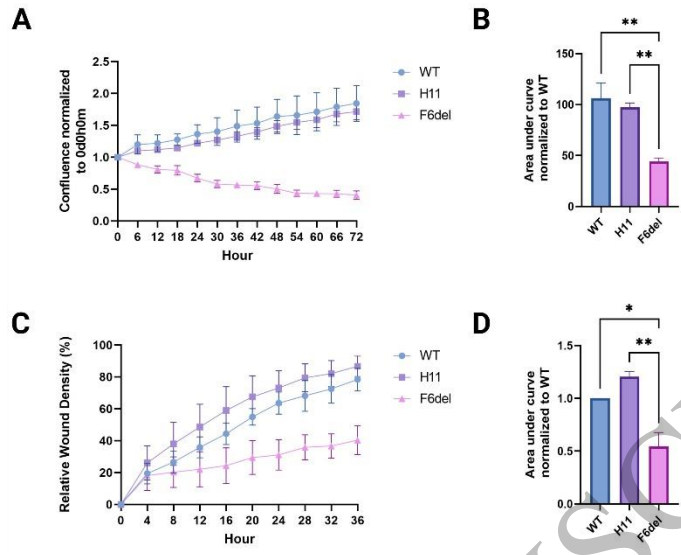 A
Confluence normalized
to 0d0h0m
2.5
2.0
1.5
1.0
0.5
0.0
0 6 12 18 24 30 36 42 48 54 60 66 72
Hour
WT
H11
F6del
B
**
**
Area under curve
normalized to WT
150
100
50
0
WT
H11
F6del
C
Relative Wound Density (%)
100
80
60
40
20
0
0 4 8 12 16 20 24 28 32 36
Hour
WT
H11
F6del
D
*
**
Area under curve
normalized to WT
1.5
1.0
0.5
0.0
WT
H11
F6del